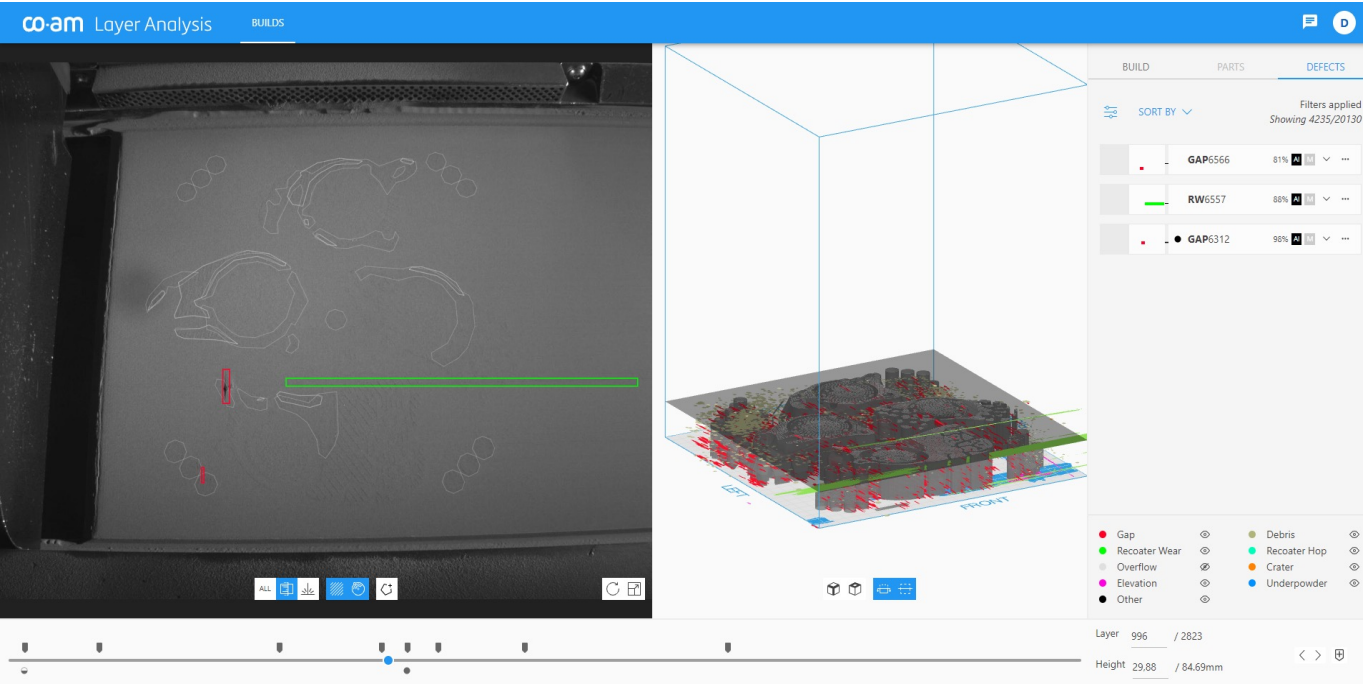 co·am Layer Analysis
BUILDS
D
BUILD PARTS DEFECTS
SORT BY
Filters applied
Showing 4235/20130
GAP6566 81% AI M
RW6557 88% AI M
GAP6312 98% AI M
LEFT
FRONT
ALL
Gap
Debris
Recoater Wear
Recoater Hop
Overflow
Crater
Elevation
Underpowder
Other
Layer 996 / 2823
Height 29,88 / 84.69mm